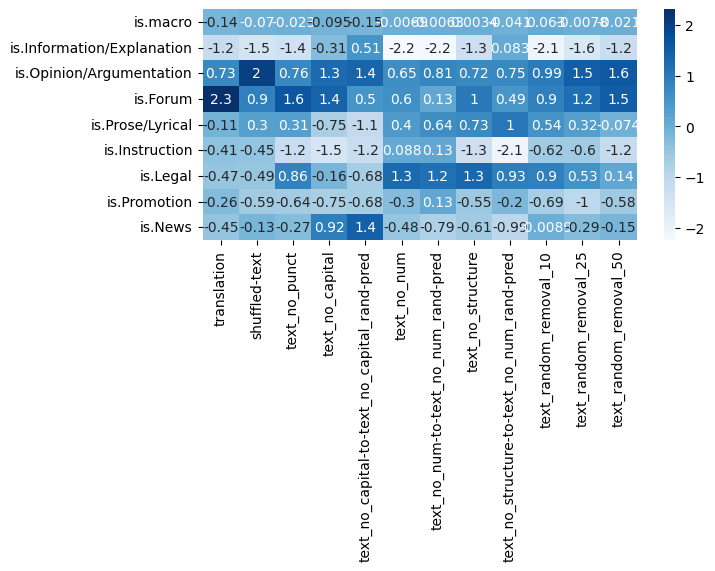 is.macro -0.14 -0.07 -0.095 -0.15 -0.021
is.Information/Explanation -1.2 -1.5 -1.4 -0.31 0.51 -2.2 -2.2 -1.3 0.083 -2.1 -1.6 -1.2
is.Opinion/Argumentation 0.73 2 0.76 1.3 1.4 0.65 0.81 0.72 0.75 0.99 1.5 1.6
is.Forum 2.3 0.9 1.6 1.4 0.5 0.6 0.13 1 0.49 0.9 1.2 1.5
is.Prose/Lyrical -0.11 0.3 0.31 -0.75 -1.1 0.4 0.64 0.73 1 0.54 0.32 -0.074
is.Instruction -0.41 -0.45 -1.2 -1.5 -1.2 0.088 0.13 -1.3 -2.1 -0.62 -0.6 -1.2
is.Legal -0.47 -0.49 0.86 -0.16 -0.68 1.3 1.2 1.3 0.93 0.9 0.53 0.14
is.Promotion -0.26 -0.59 -0.64 -0.75 -0.68 -0.3 0.13 -0.55 -0.2 -0.69 -1 -0.58
is.News -0.45 -0.13 -0.27 0.92 1.4 -0.48 -0.79 -0.61 -0.99 -0.29 -0.15
2
1
0
-1
-2
translation
shuffled-text
text_no_punct
text_no_capital
text_no_capital-to-text_no_capital_rand-pred
text_no_num
text_no_num-to-text_no_num_rand-pred
text_no_structure
text_no_structure-to-text_no_num_rand-pred
text_random_removal_10
text_random_removal_25
text_random_removal_50